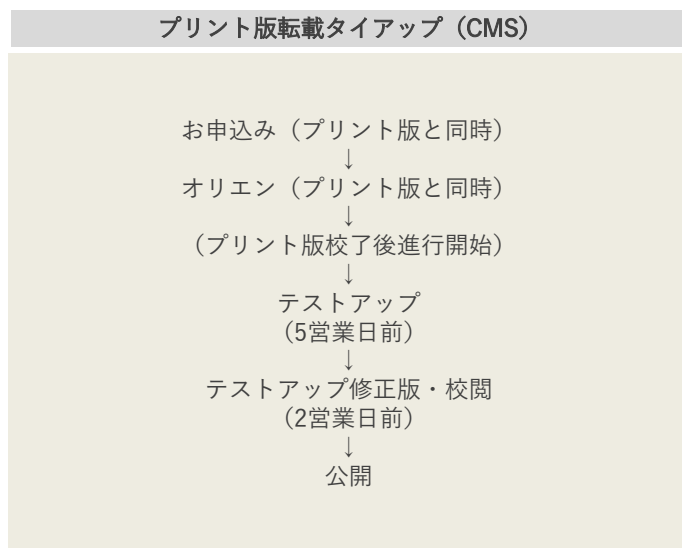 プリント版転載タイアップ（CMS）
お申込み（プリント版と同時）
↓
オリエン（プリント版と同時）
↓
（プリント版校了後進行開始）
↓
テストアップ
（5営業日前）
↓
テストアップ修正版・校閲
（2営業日前）
↓
公開